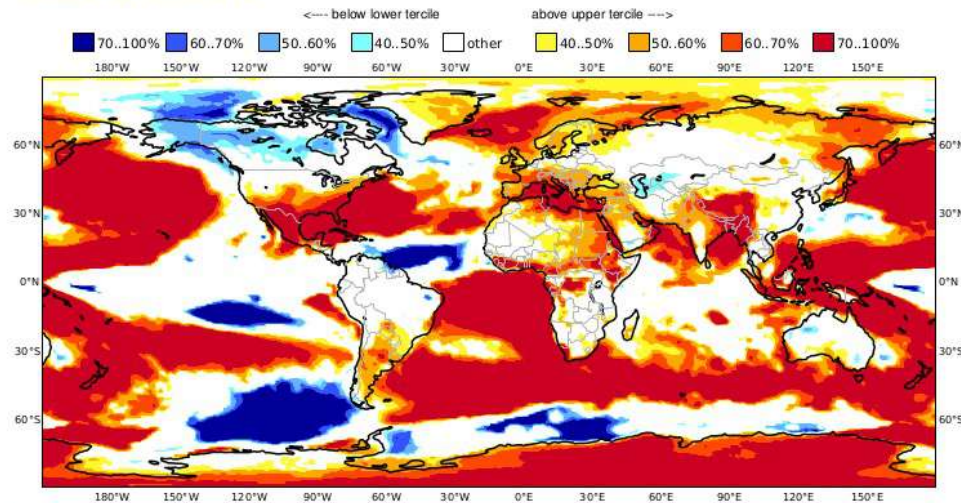 <---- below lower tercile above upper tercile ---->
70..100% 60..70% 50..60% 40..50% other 40..50% 50..60% 60..70% 70..100%
180°W 150°W 120°W 90°W 60°W 30°W 0°E 30°E 60°E 90°E 120°E 150°E
60°N 60°N
30°N 30°N
0°N 0°N
30°S 30°S
60°S 60°S
180°W 150°W 120°W 90°W 60°W 30°W 0°E 30°E 60°E 90°E 120°E 150°E